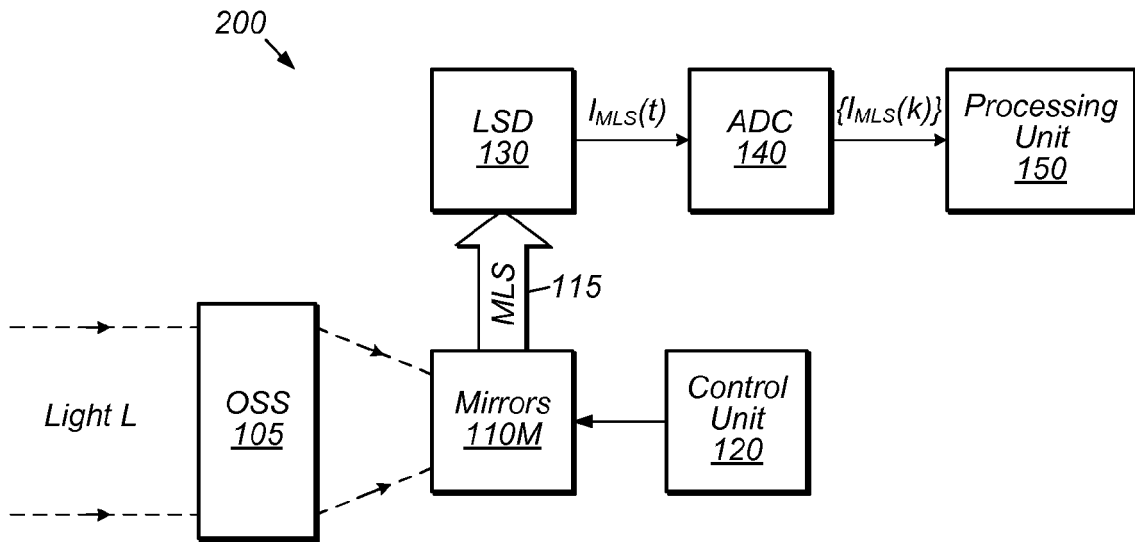 200
LSD
130
I_MLS(t)
ADC
140
{I_MLS(k)}
Processing
Unit
150
MLS
115
Light L
OSS
105
Mirrors
110M
Control
Unit
120